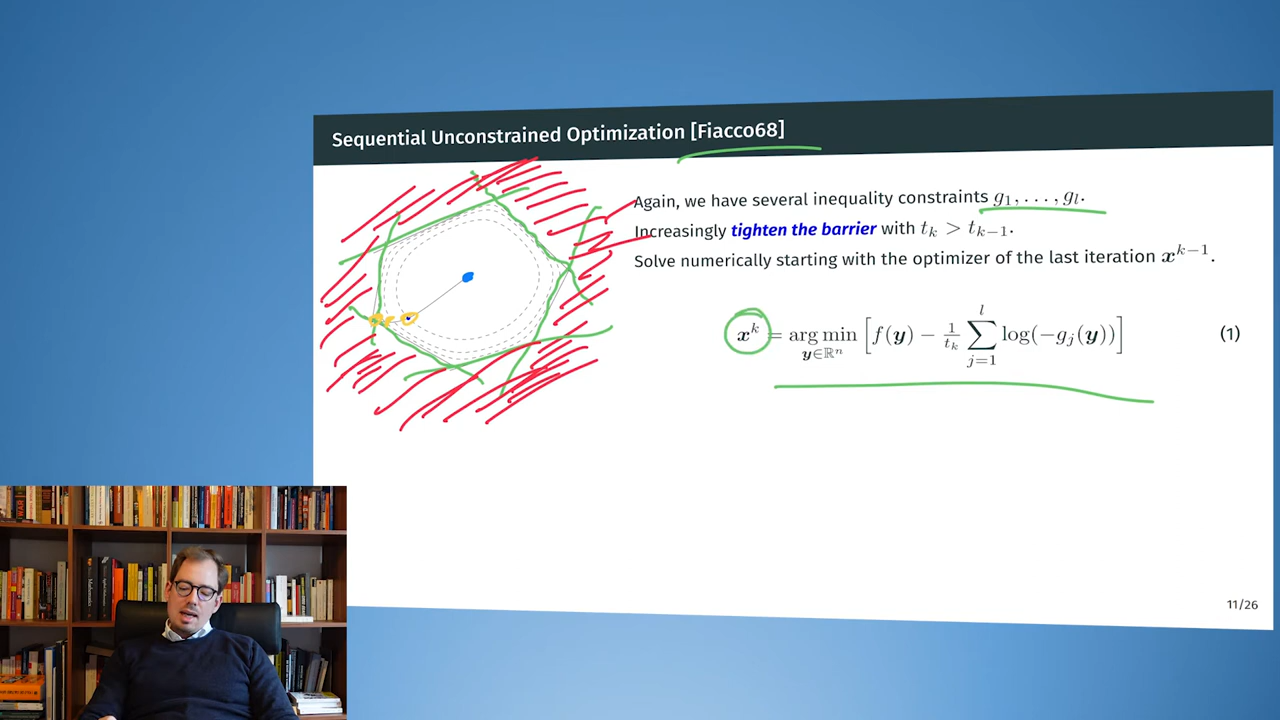 Sequential Unconstrained Optimization [Fiacco68]
Again, we have several inequality constraints g₁, . . . , gₗ.
Increasingly tighten the barrier with tₖ > tₖ₋₁.
Solve numerically starting with the optimizer of the last iteration xᵏ⁻¹.
xᵏ = arg min_{y∈ℝⁿ} [f(y) − 1/tₖ ∑_{j=1}^{l} log(−gⱼ(y))] (1)
11/26